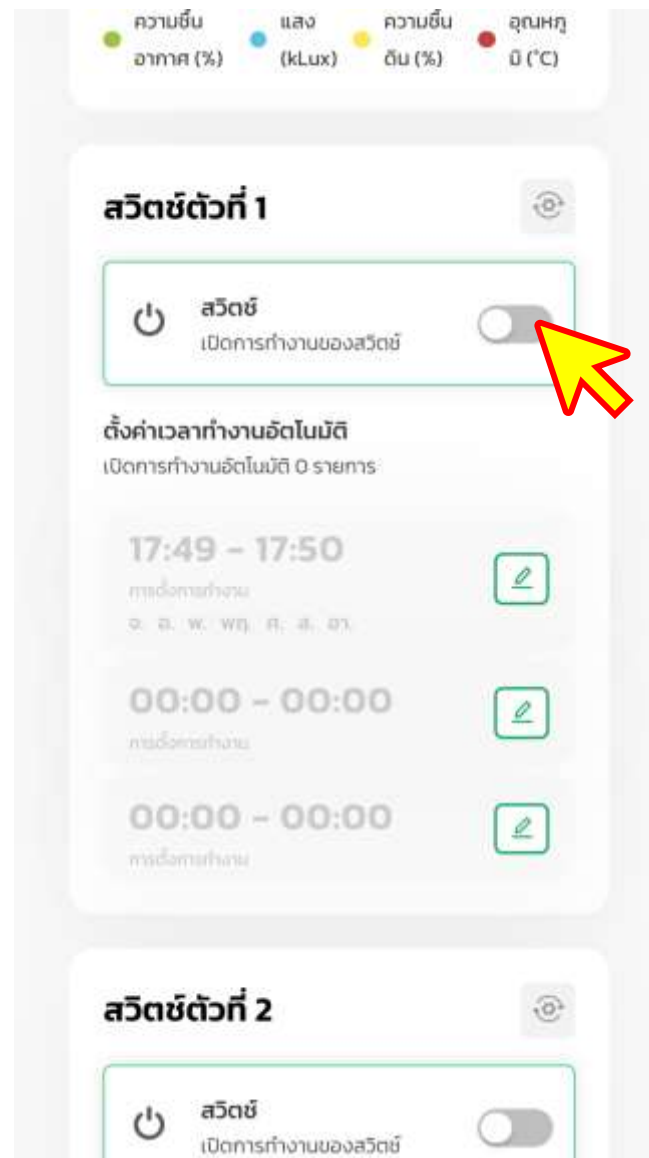 ความชื้น
อากาศ (%)
แสง
(kLux)
ความชื้น
ดิน (%)
อุณหภู
มิ (°C)
สวิตช์ตัวที่ 1
สวิตช์
เปิดการทำงานของสวิตช์
ตั้งค่าเวลาทำงานอัตโนมัติ
เปิดการทำงานอัตโนมัติ 0 รายการ
17:49 - 17:50
การตั้งการทำงาน
จ. อ. พ. พฤ. ศ. ส. อา.
00:00 - 00:00
การตั้งการทำงาน
00:00 - 00:00
การตั้งการทำงาน
สวิตช์ตัวที่ 2
สวิตช์
เปิดการทำงานของสวิตช์